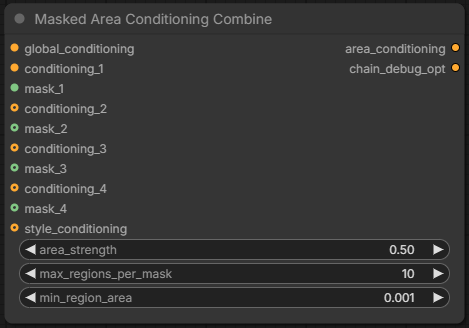 Masked Area Conditioning Combine
global_conditioning area_conditioning
conditioning_1 chain_debug_opt
mask_1
conditioning_2
mask_2
conditioning_3
mask_3
conditioning_4
mask_4
style_conditioning
area_strength 0.50
max_regions_per_mask 10
min_region_area 0.001